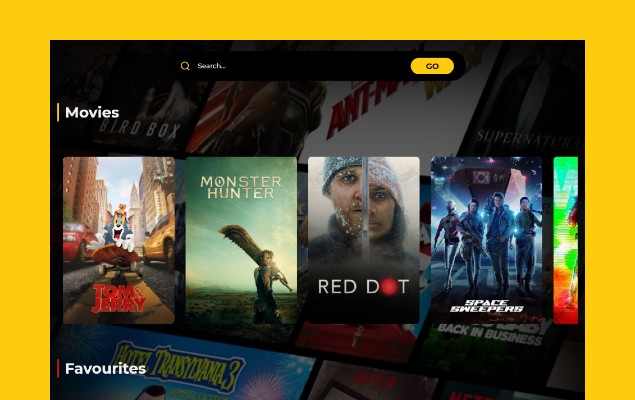 Search...
GO
ANT-MAN
BIRD BOX
SUPERNATURAL
Movies
MONSTER
HUNTER
TOM &
JERRY
RED DOT
SPACE
SWEEPERS
BACK IN BUSINESS
HOTEL TRANSYLVANIA 3
Favourites